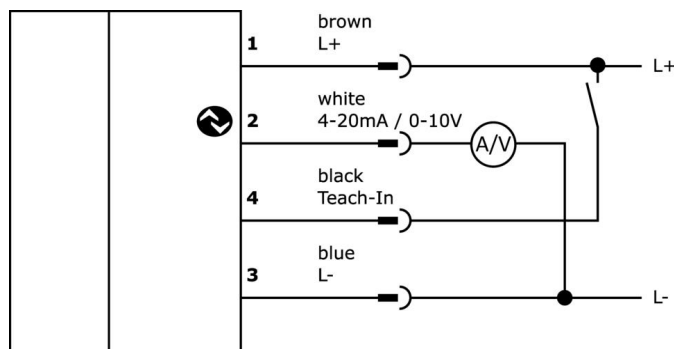 brown
1 L+
L+
white
2 4-20mA / 0-10V
A/V
black
4 Teach-In
blue
3 L-
L-